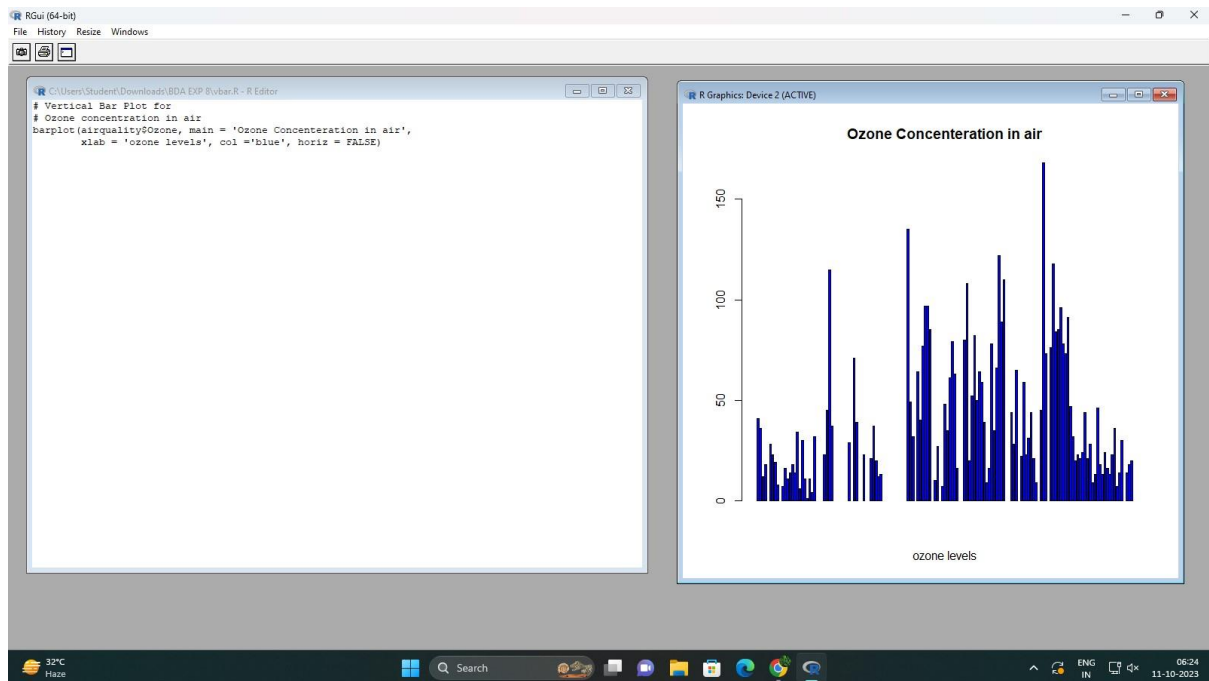 RGui (64-bit)
File History Resize Windows
C:\Users\Student\Downloads\BDA EXP 8\vbar.R - R Editor
# Vertical Bar Plot for
# Ozone concentration in air
barplot(airquality$Ozone, main = 'Ozone Concenteration in air',
xlab = 'ozone levels', col ='blue', horiz = FALSE)
R Graphics: Device 2 (ACTIVE)
Ozone Concenteration in air
150
100
50
0
ozone levels
32°C
Haze
Search
ENG
IN
06:24
11-10-2023